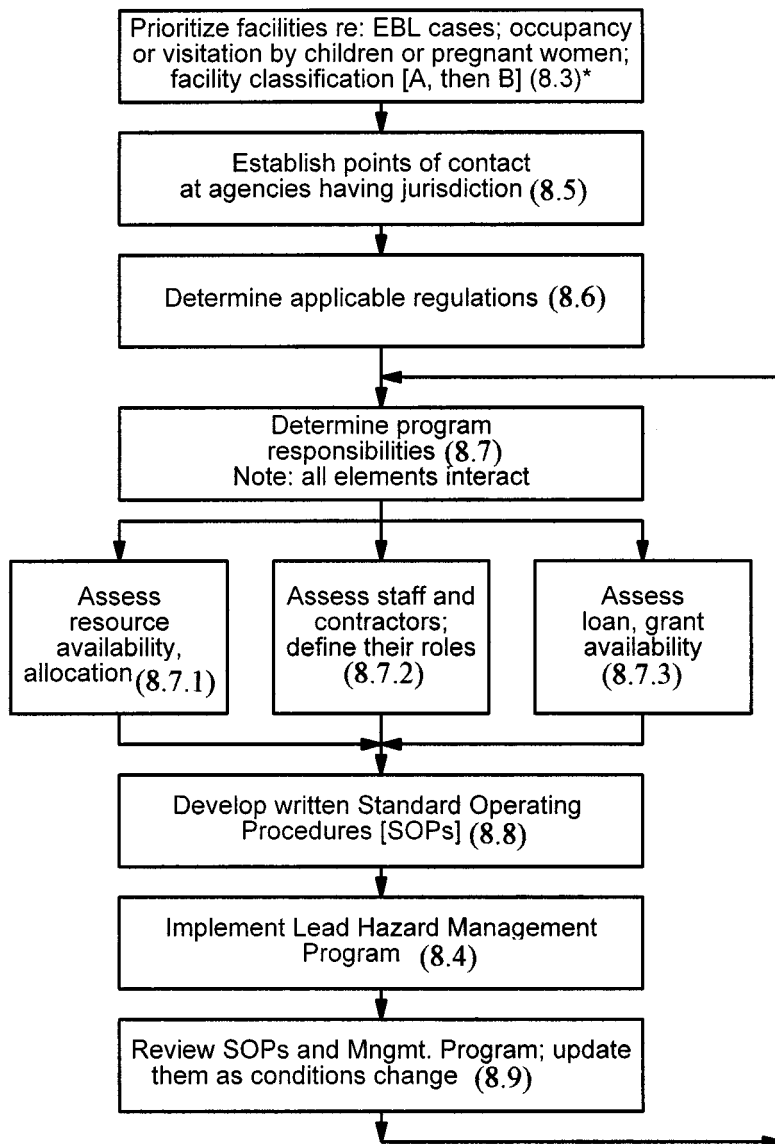 Prioritize facilities re: EBL cases; occupancy
or visitation by children or pregnant women;
facility classification [A, then B] (8.3)*
Establish points of contact
at agencies having jurisdiction (8.5)
Determine applicable regulations (8.6)
Determine program
responsibilities (8.7)
Note: all elements interact
Assess
resource
availability,
allocation (8.7.1)
Assess staff and
contractors;
define their roles
(8.7.2)
Assess
loan, grant
availability
(8.7.3)
Develop written Standard Operating
Procedures [SOPs] (8.8)
Implement Lead Hazard Management
Program (8.4)
Review SOPs and Mngmt. Program; update
them as conditions change (8.9)